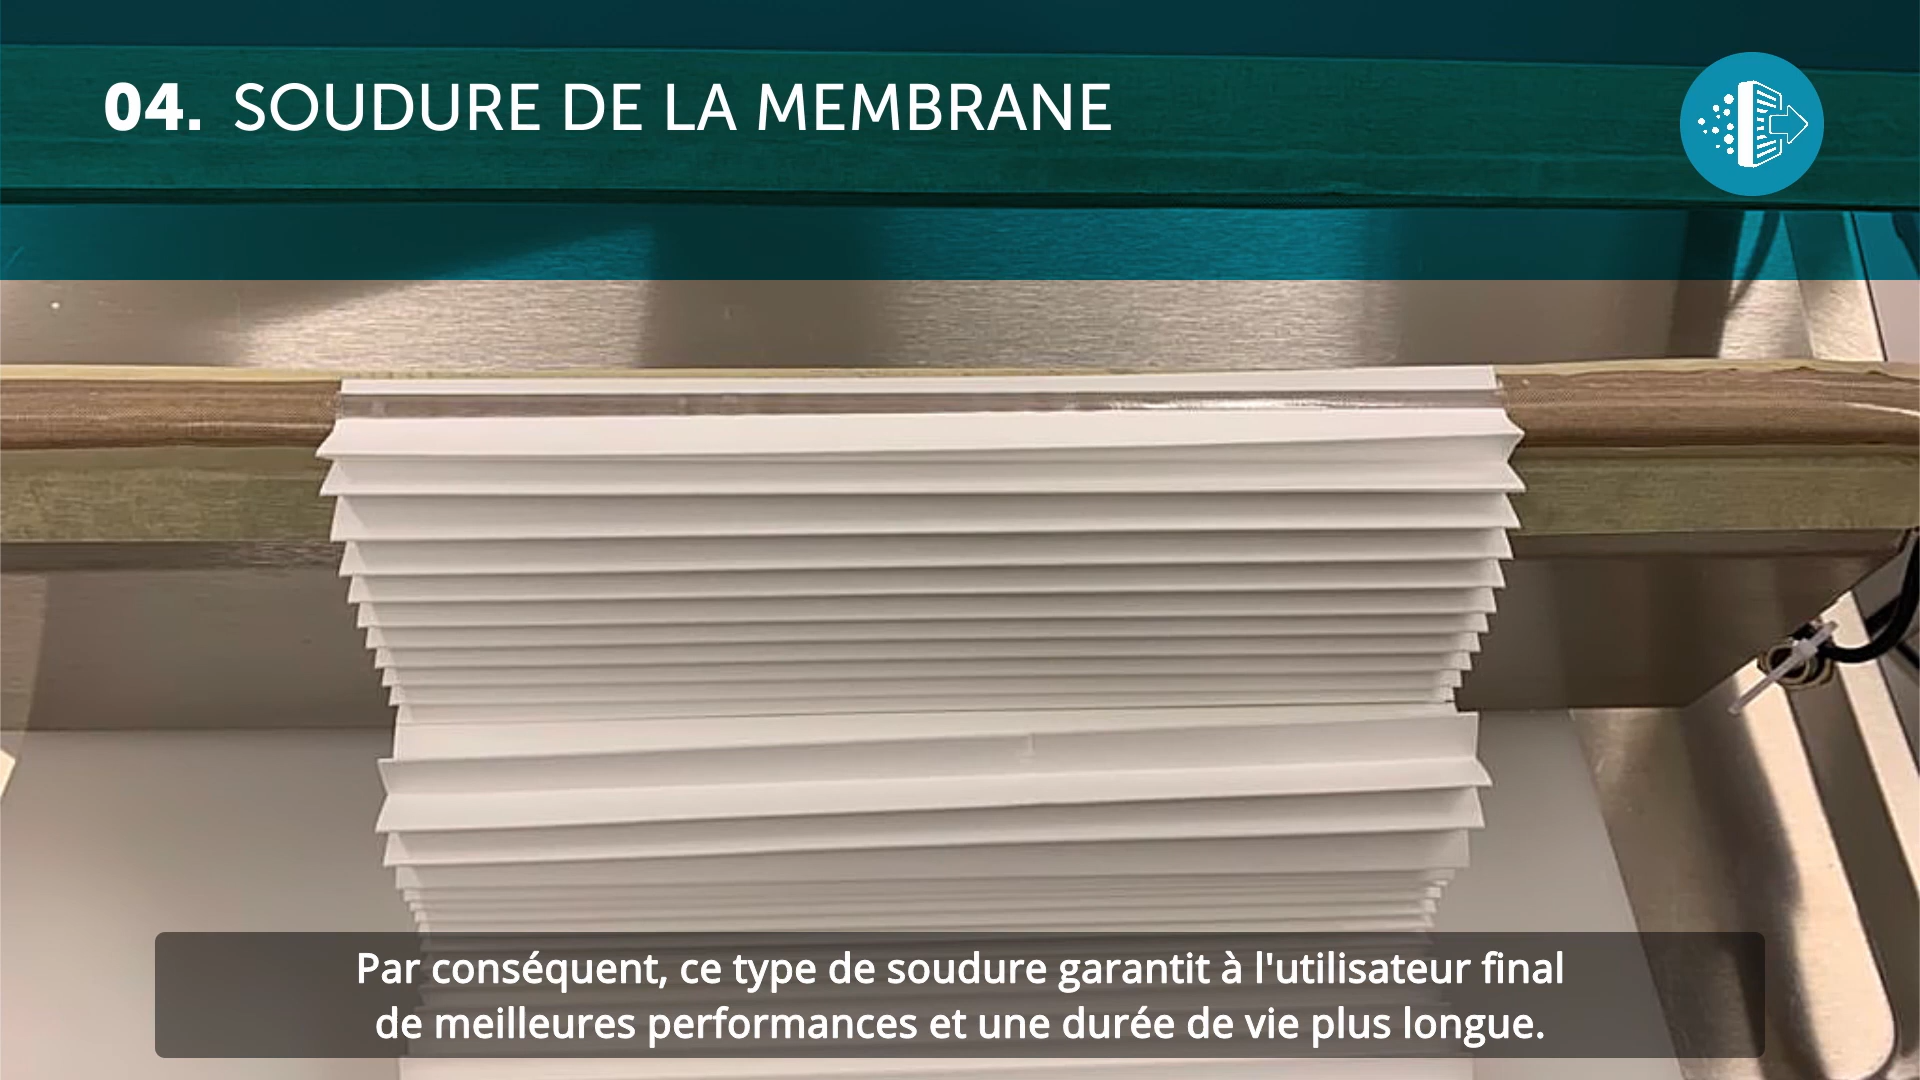 04. SOUDURE DE LA MEMBRANE
Par conséquent, ce type de soudure garantit à l'utilisateur final
de meilleures performances et une durée de vie plus longue.